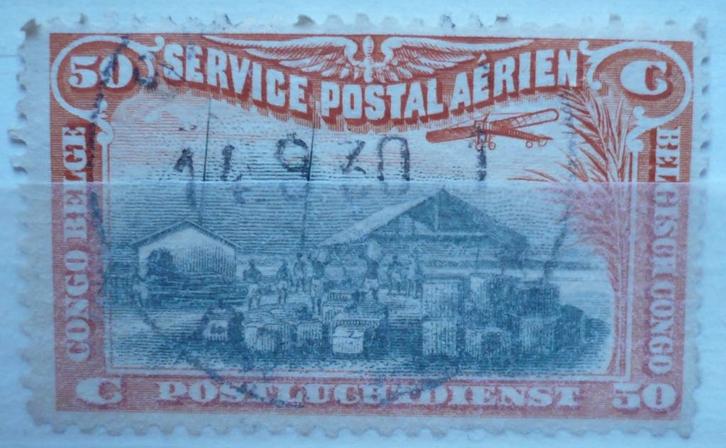 50 SERVICE POSTAL AÉRIEN C
CONGO BELGE
BELGISCH CONGO
C POSTLUCHTDIENST 50